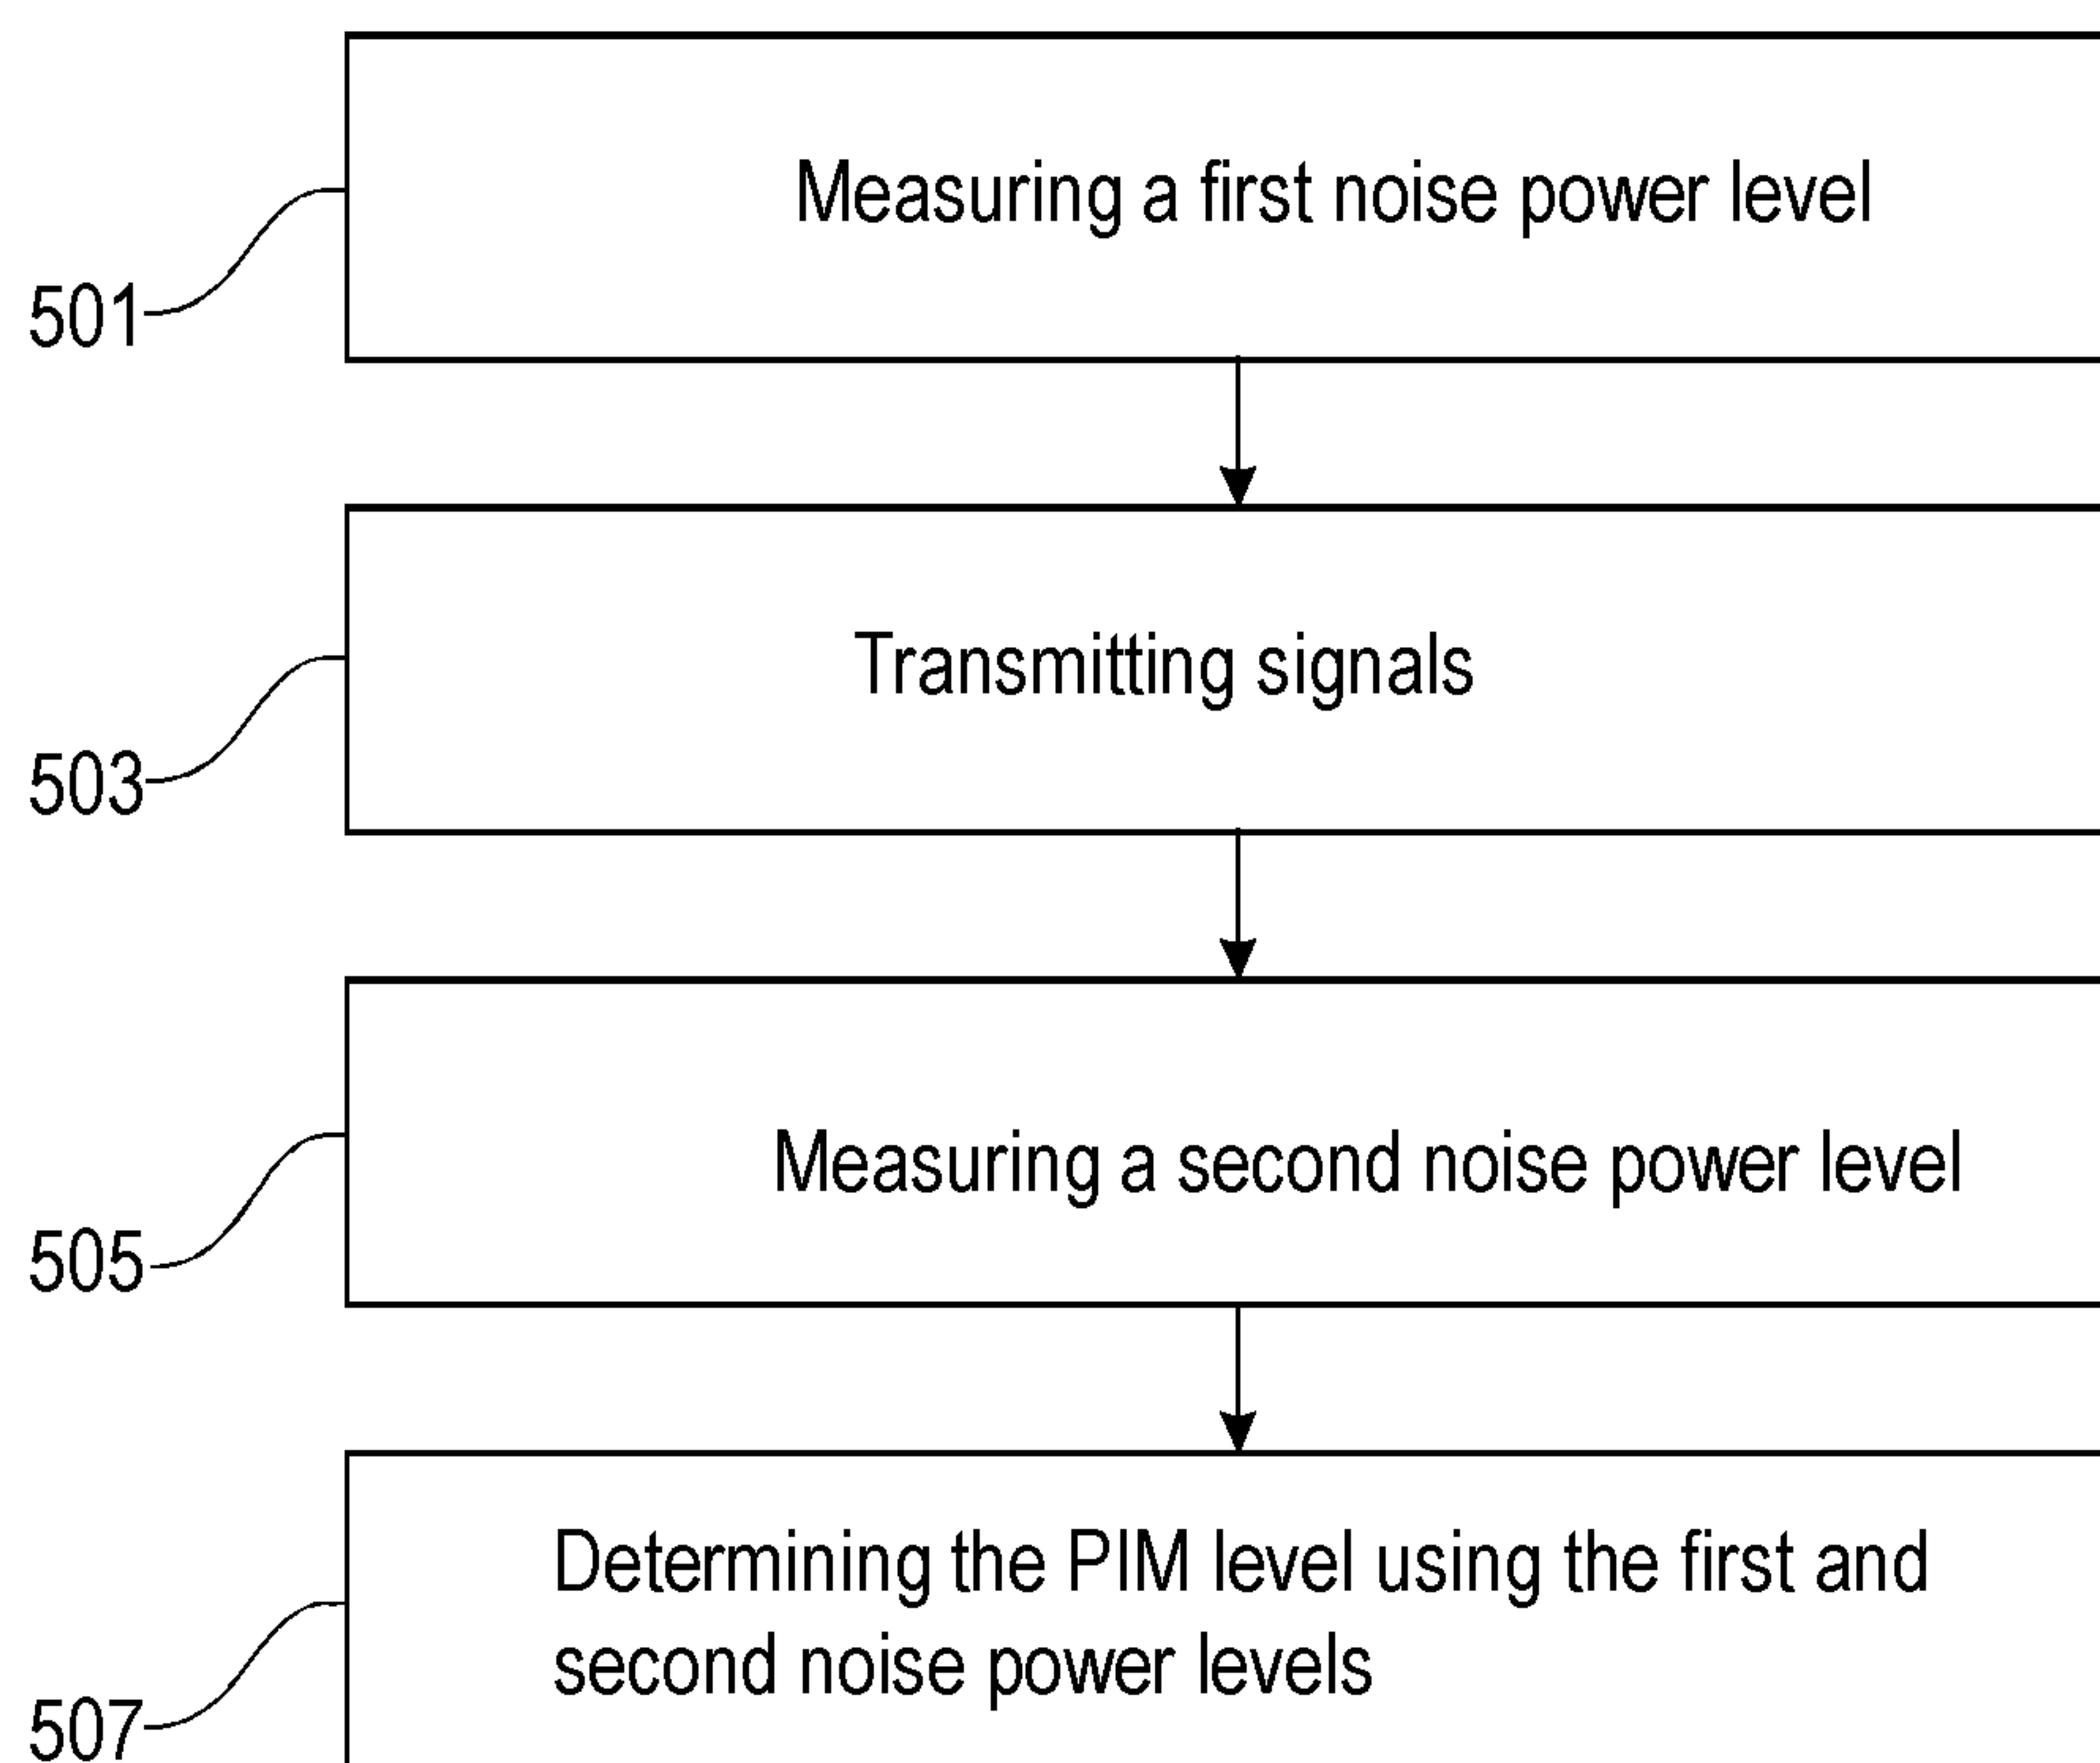 Measuring a first noise power level
501
Transmitting signals
503
Measuring a second noise power level
505
Determining the PIM level using the first and
second noise power levels
507